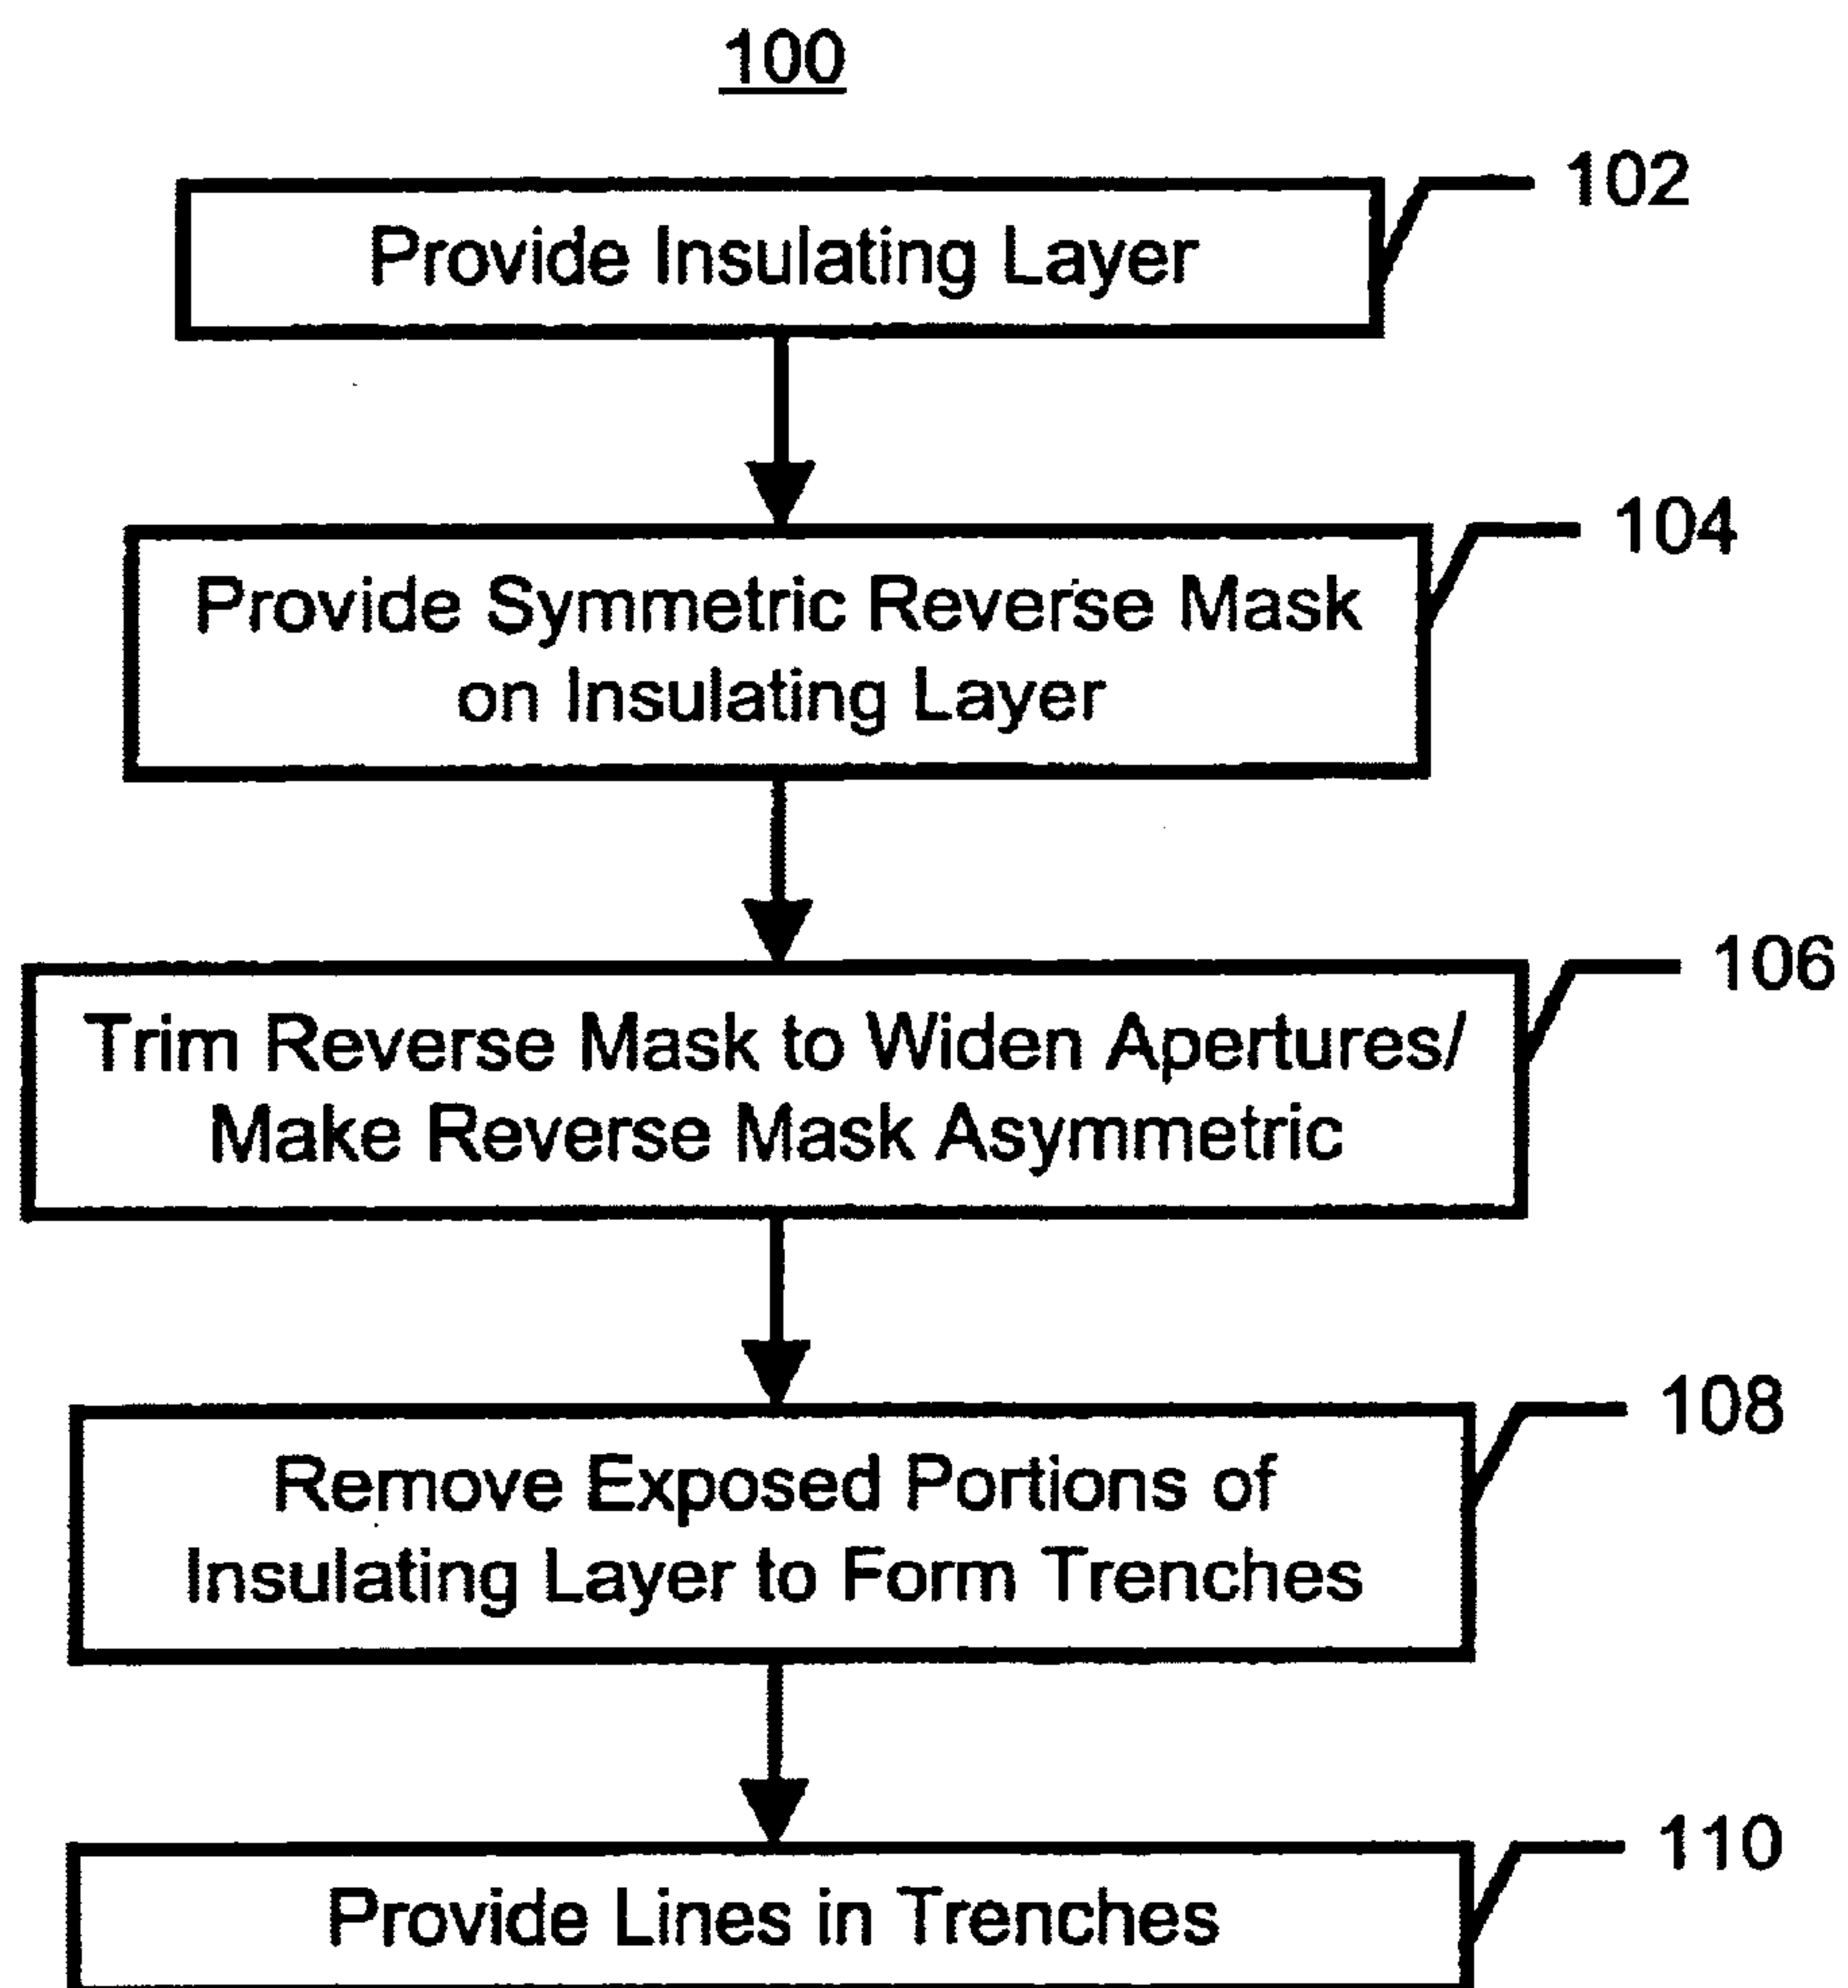 100
102
Provide Insulating Layer
104
Provide Symmetric Reverse Mask
on Insulating Layer
106
Trim Reverse Mask to Widen Apertures/
Make Reverse Mask Asymmetric
108
Remove Exposed Portions of
Insulating Layer to Form Trenches
110
Provide Lines in Trenches